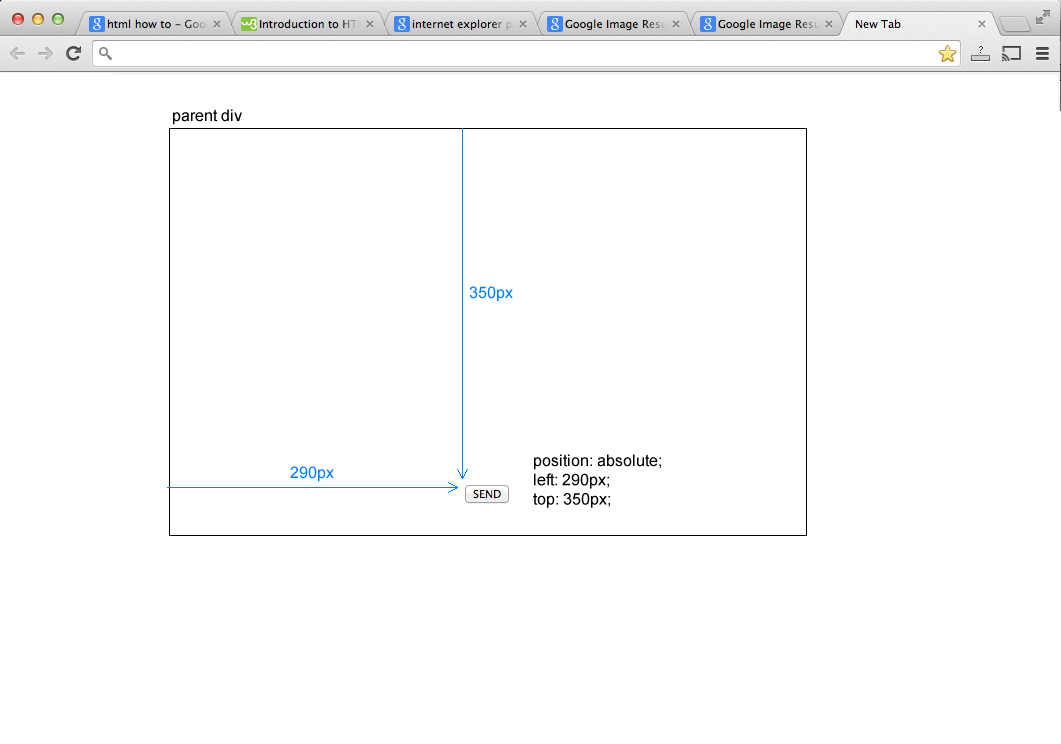 html how to – Goo
Introduction to HT
internet explorer p
Google Image Resu
Google Image Resu
New Tab
parent div
350px
290px
SEND
position: absolute;
left: 290px;
top: 350px;